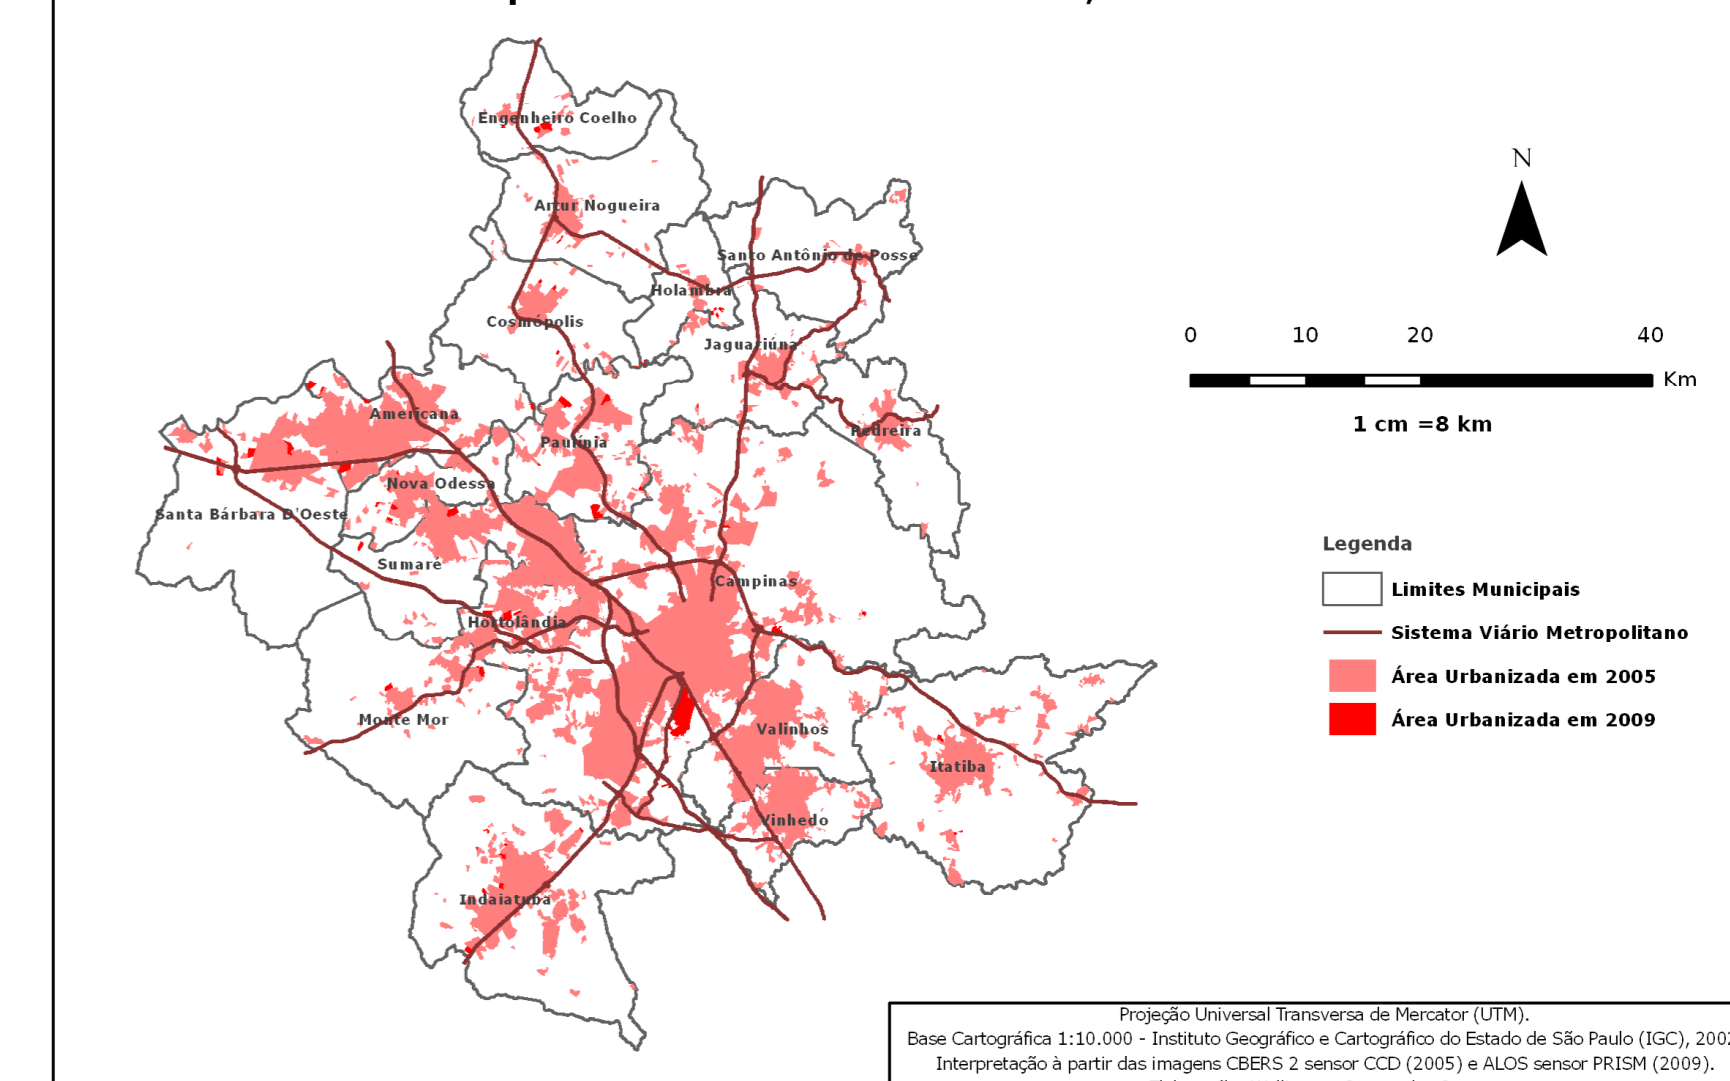 Engenheiro Coelho
Artur Nogueira
Santo Antônio de Posse
Holambra
Cosmópolis
Jaguariúna
Americana
Pedreira
Paulínia
Nova Odessa
Santa Bárbara D'Oeste
Sumaré
Campinas
Hortolândia
Monte Mor
Valinhos
Itatiba
Vinhedo
Indaiatuba
N
0 10 20 40
Km
1 cm =8 km
Legenda
Limites Municipais
Sistema Viário Metropolitano
Área Urbanizada em 2005
Área Urbanizada em 2009
Projeção Universal Transversa de Mercator (UTM).
Base Cartográfica 1:10.000 - Instituto Geográfico e Cartográfico do Estado de São Paulo (IGC), 2002
Interpretação à partir das imagens CBERS 2 sensor CCD (2005) e ALOS sensor PRISM (2009).